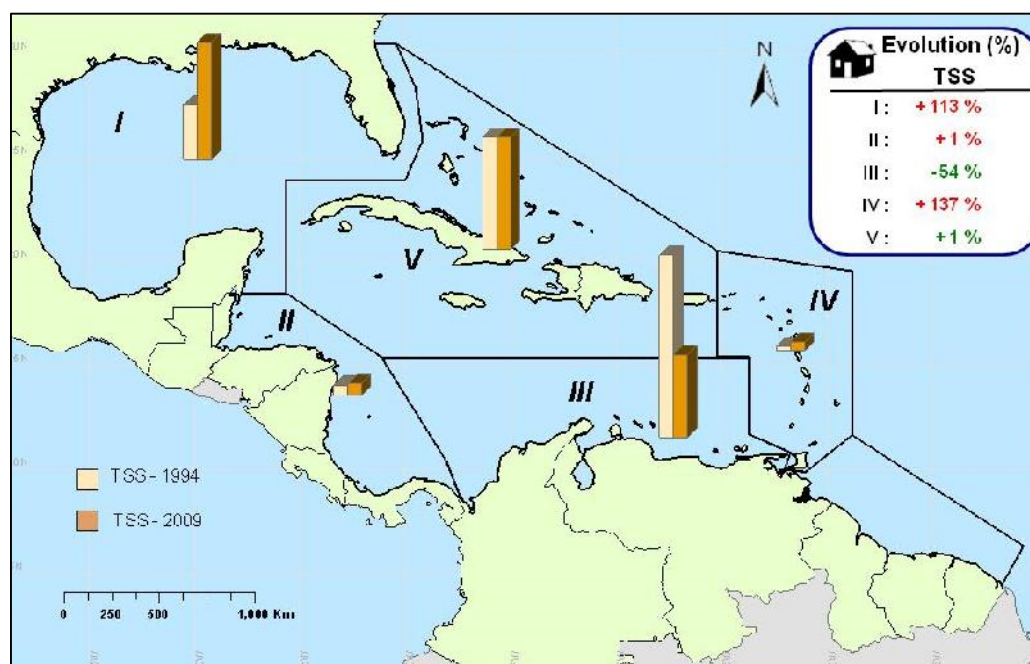 N
Evolution (%)
TSS
I : +113 %
II : +1 %
III : -54 %
IV : +137 %
V : +1 %
I
V
IV
II
III
TSS - 1994
TSS - 2009
0 250 500 1,000 Km